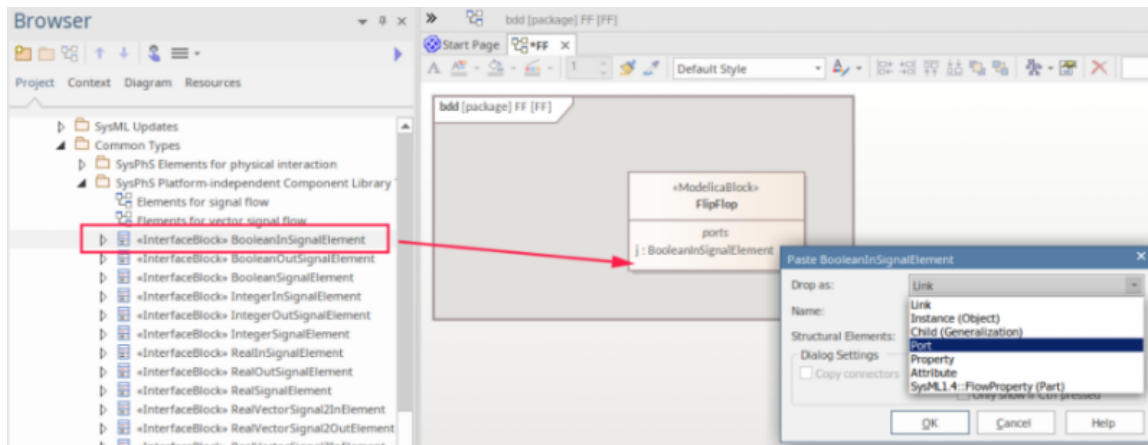 Browser
Project Context Diagram Resources
SysML Updates
Common Types
SysPhS Elements for physical interaction
SysPhS Platform-independent Component Library
Elements for signal flow
Elements for vector signal flow
«InterfaceBlock» BooleanInSignalElement
«InterfaceBlock» BooleanOutSignalElement
«InterfaceBlock» BooleanSignalElement
«InterfaceBlock» IntegerInSignalElement
«InterfaceBlock» IntegerOutSignalElement
«InterfaceBlock» IntegerSignalElement
«InterfaceBlock» RealInSignalElement
«InterfaceBlock» RealOutSignalElement
«InterfaceBlock» RealSignalElement
«InterfaceBlock» RealVectorSignal2InElement
«InterfaceBlock» RealVectorSignal2OutElement
bdd [package] FF [FF]
Start Page *FF
1 Default Style
bdd [package] FF [FF]
«ModelicaBlock»
FlipFlop
ports
j : BooleanInSignalElement
Paste BooleanInSignalElement
Drop as: Link
Name:
Structural Elements:
Dialog Settings
Copy connectors
Link
Instance (Object)
Child (Generalization)
Port
Property
Attribute
SysML1.4::FlowProperty (Part)
Only show if Ctrl pressed
OK Cancel Help